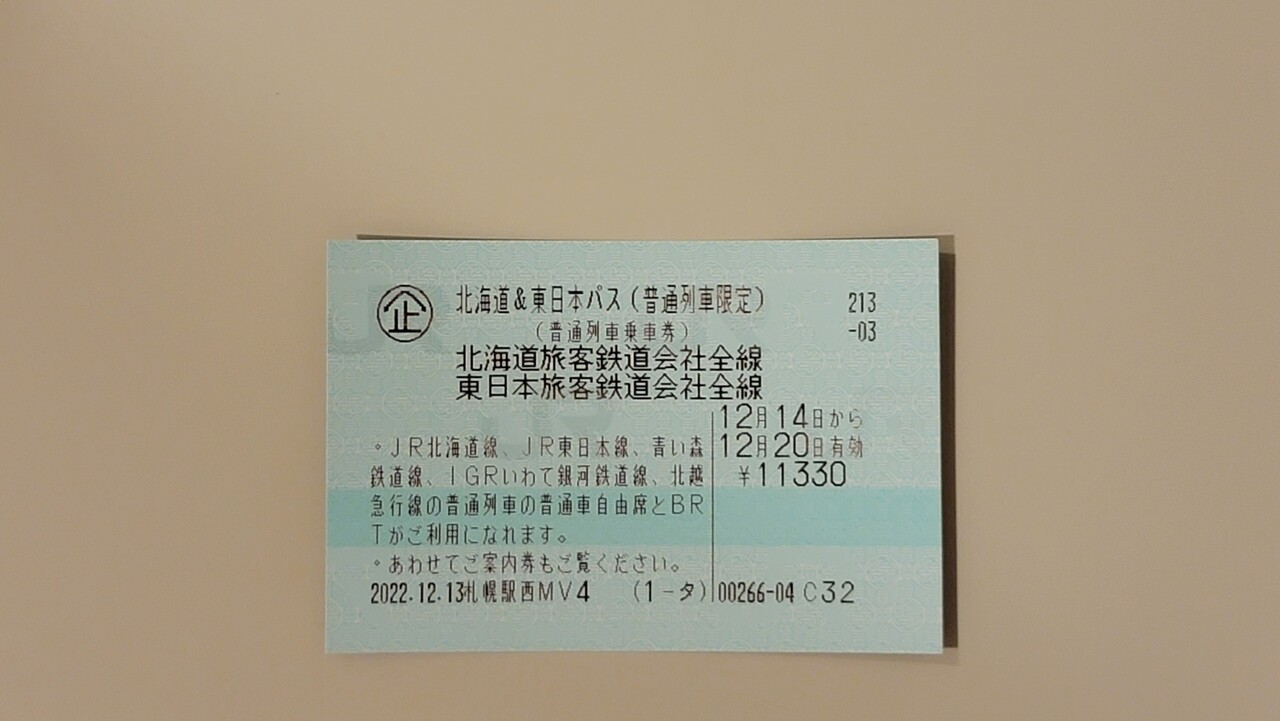 企 北海道&東日本パス(普通列車限定) 213
(普通列車乗車券) -03
北海道旅客鉄道会社全線
東日本旅客鉄道会社全線
12月14日から
。JR北海道線、JR東日本線、青い森 12月20日有効
鉄道線、IGRいわて銀河鉄道線、北越 ¥11330
急行線の普通列車の普通車自由席とBR
Tがご利用になれます。
。あわせてご案内券もご覧ください。
2022.12.13札幌駅西MV4 (1-タ) 00266-04 C32